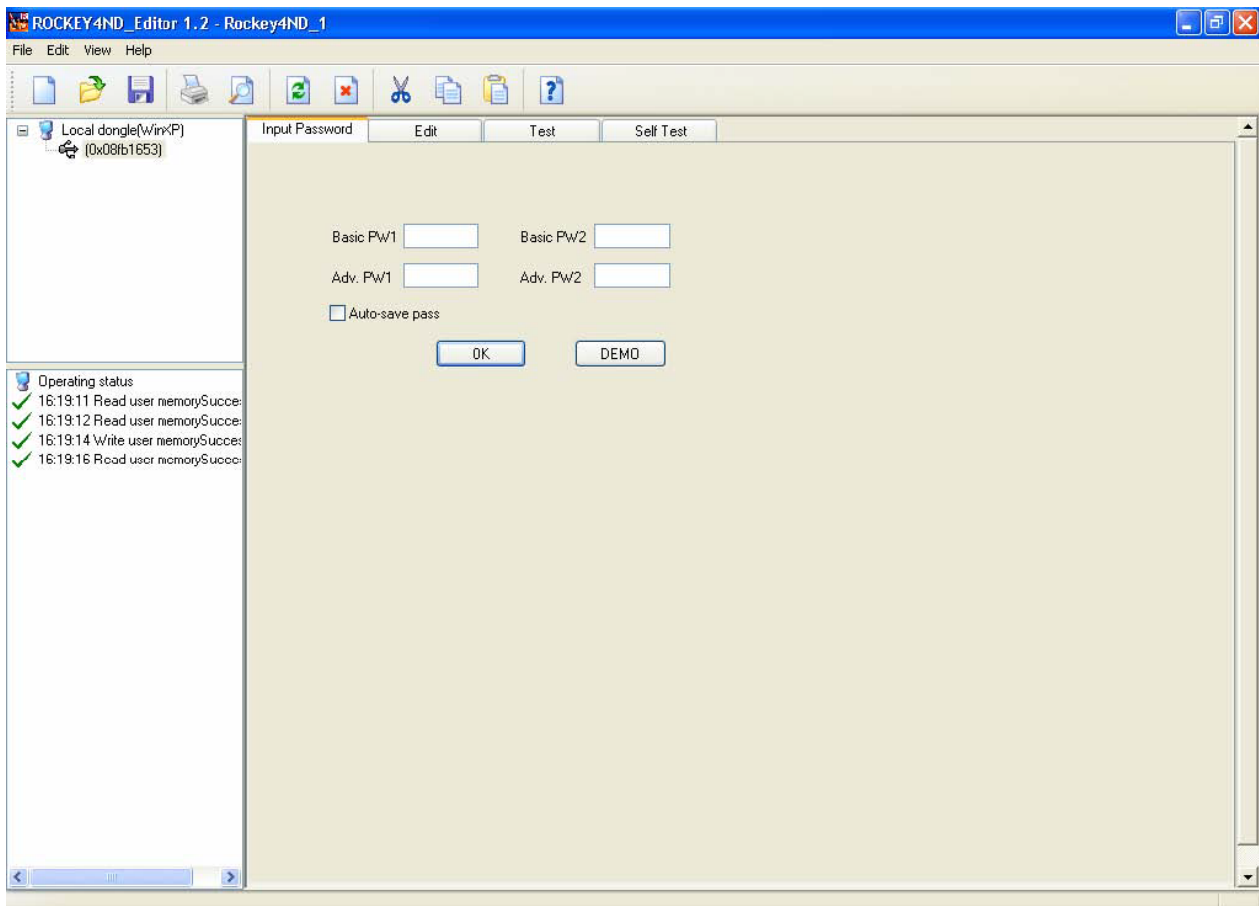 ROCKEY4ND_Editor 1.2 - Rockey4ND_1
File Edit View Help
Local dongle(WinXP)
(0x08fb1653)
Input Password Edit Test Self Test
Basic PW1 Basic PW2
Adv. PW1 Adv. PW2
Auto-save pass
OK DEMO
Operating status
16:19:11 Read user memorySucce
16:19:12 Read user memorySucce
16:19:14 Write user memorySucces
16:19:16 Read user memorySucce